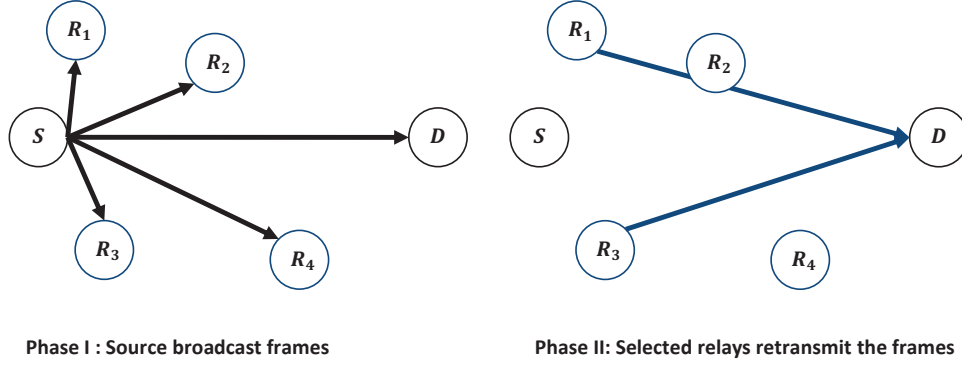 R1
R2
S
D
R3
R4
Phase I : Source broadcast frames
R1
R2
S
D
R3
R4
Phase II: Selected relays retransmit the frames